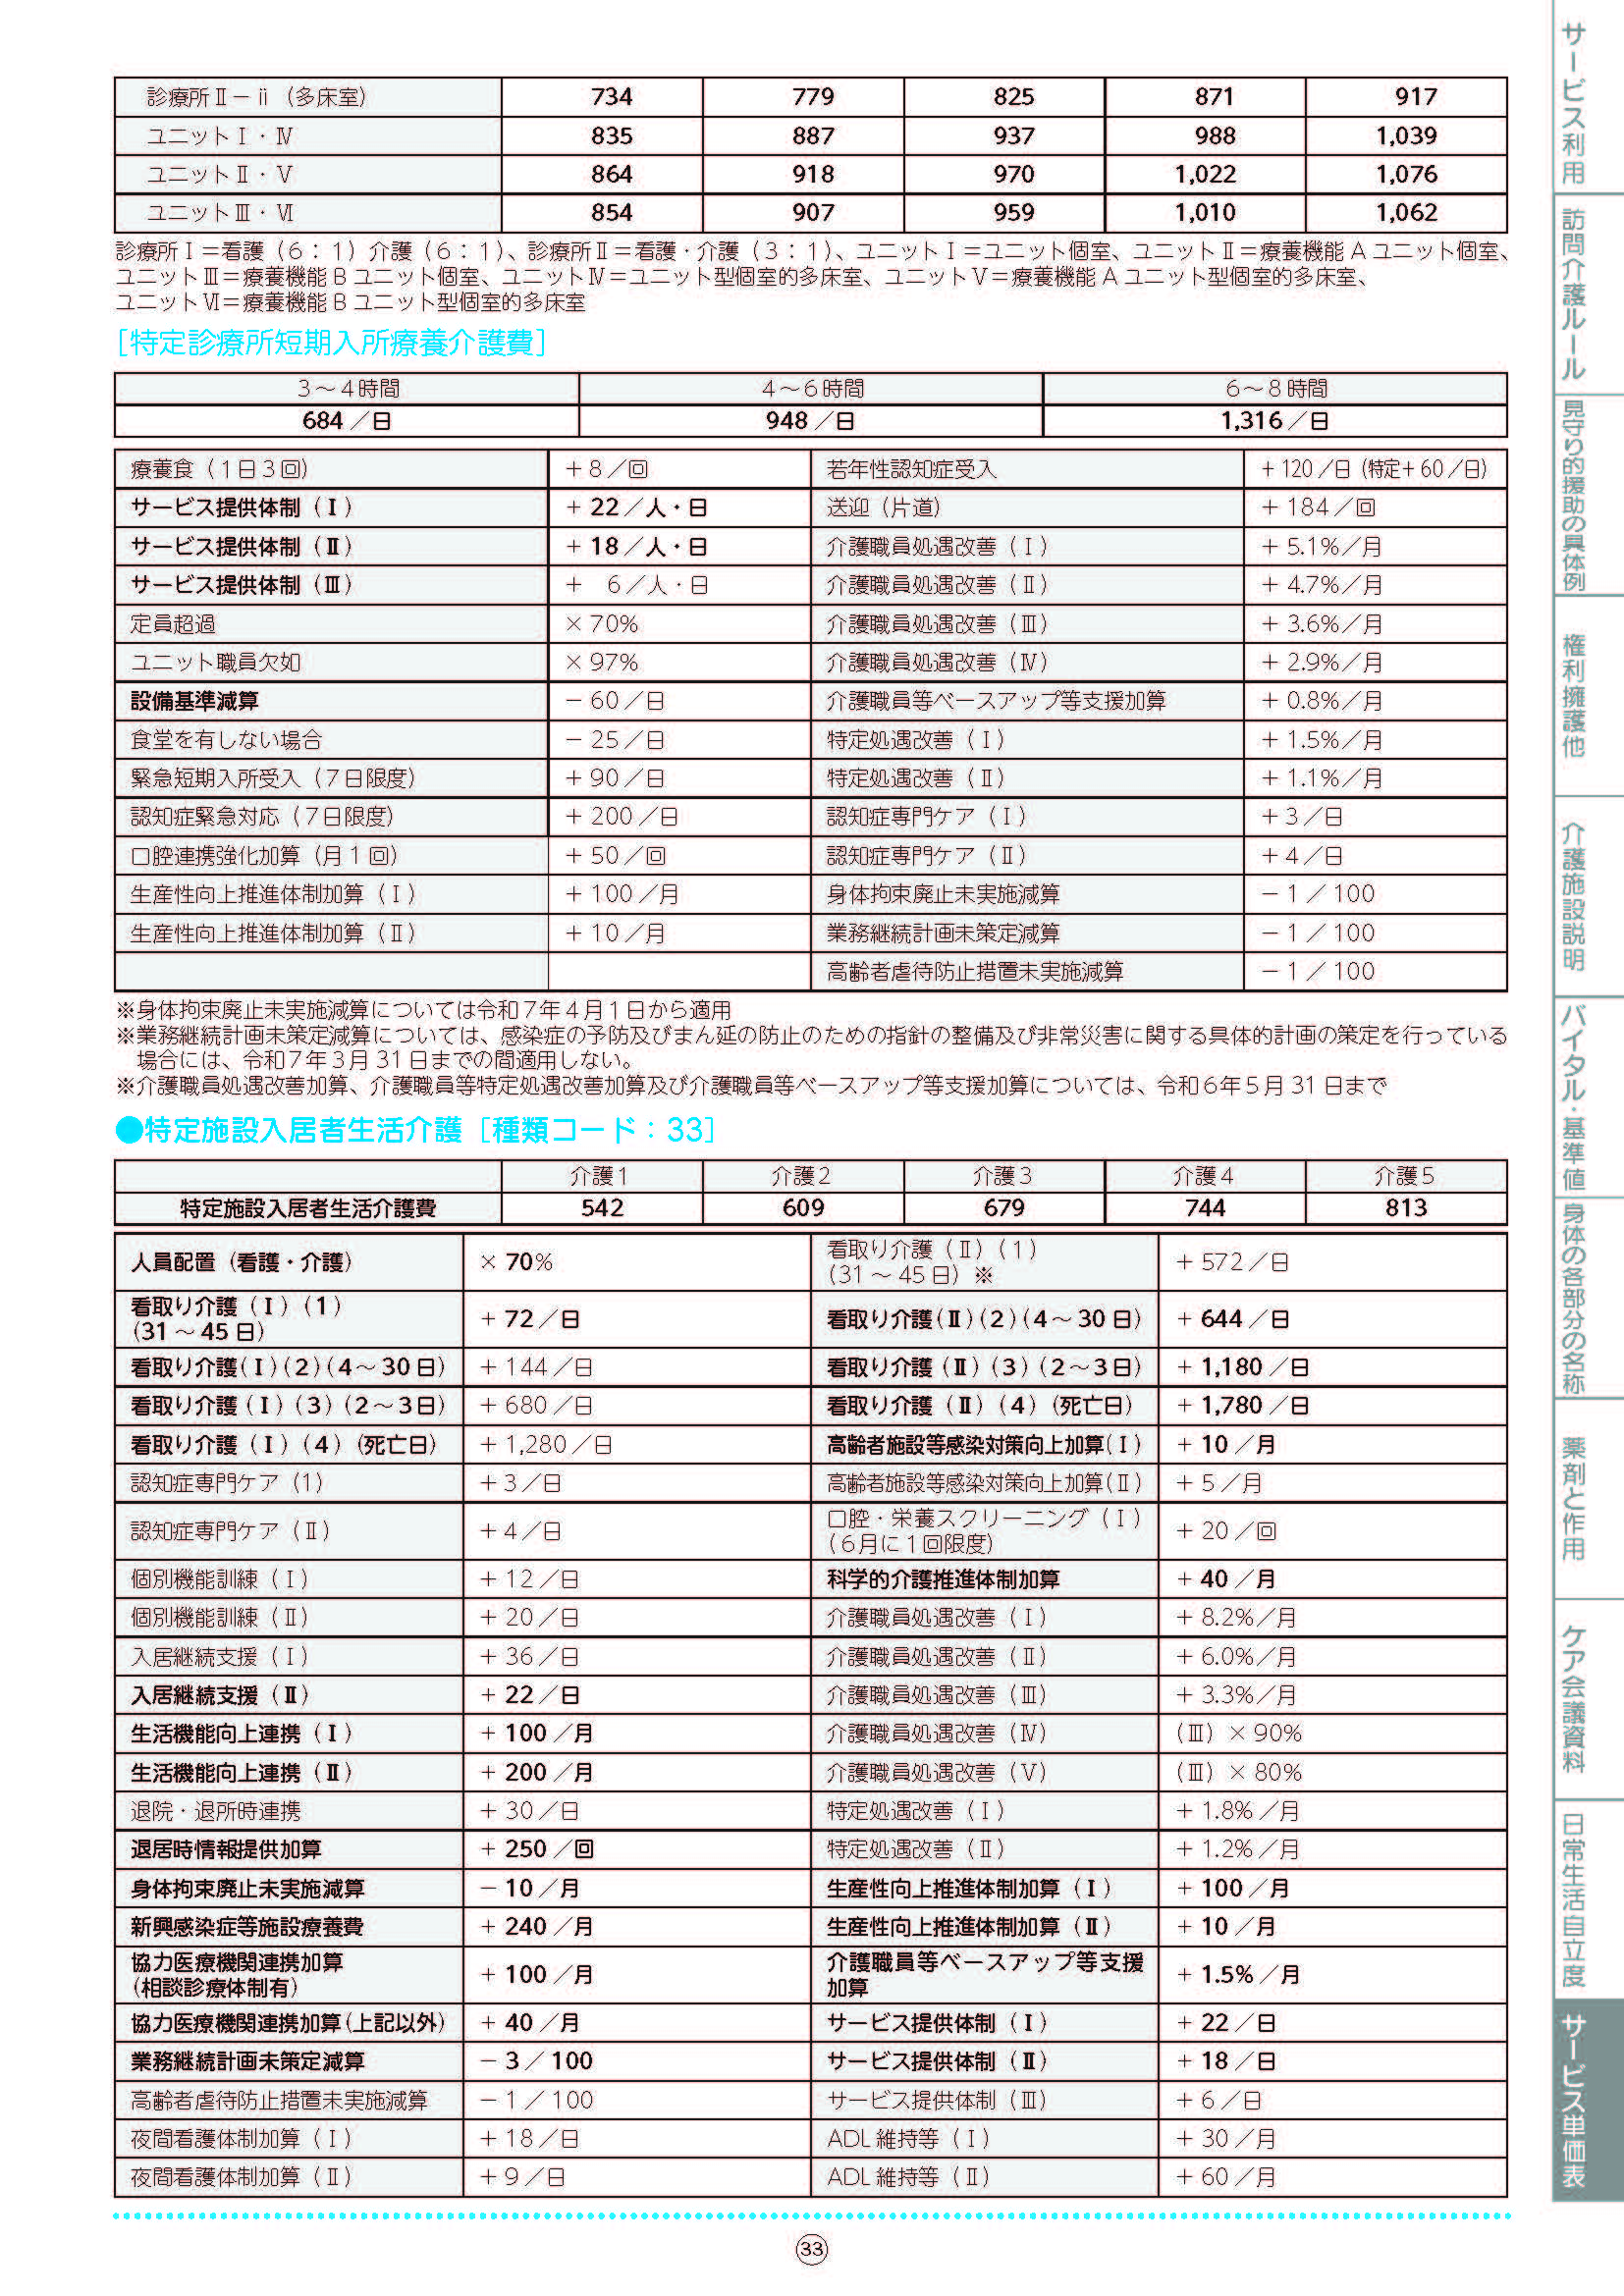 診療所Ⅱ－ⅱ（多床室） 734 779 825 871 917
ユニットⅠ・Ⅳ 835 887 937 988 1,039
ユニットⅡ・Ⅴ 864 918 970 1,022 1,076
ユニットⅢ・Ⅵ 854 907 959 1,010 1,062
診療所Ⅰ＝看護（6：1）介護（6：1）、診療所Ⅱ＝看護・介護（3：1）、ユニットⅠ＝ユニット個室、ユニットⅡ＝療養機能Ａユニット個室、
ユニットⅢ＝療養機能Ｂユニット個室、ユニットⅣ＝ユニット型個室的多床室、ユニットⅤ＝療養機能Ａユニット型個室的多床室、
ユニットⅥ＝療養機能Ｂユニット型個室的多床室
［特定診療所短期入所療養介護費］
3～4時間 4～6時間 6～8時間
684／日 948／日 1,316／日
療養食（1日3回） ＋8／回 若年性認知症受入 ＋120／日（特定＋60／日）
サービス提供体制（Ⅰ） ＋22／人・日 送迎（片道） ＋184／回
サービス提供体制（Ⅱ） ＋18／人・日 介護職員処遇改善（Ⅰ） ＋5.1%／月
サービス提供体制（Ⅲ） ＋ 6／人・日 介護職員処遇改善（Ⅱ） ＋4.7%／月
定員超過 ×70% 介護職員処遇改善（Ⅲ） ＋3.6%／月
ユニット職員欠如 ×97% 介護職員処遇改善（Ⅳ） ＋2.9%／月
設備基準減算 －60／日 介護職員等ベースアップ等支援加算 ＋0.8%／月
食堂を有しない場合 －25／日 特定処遇改善（Ⅰ） ＋1.5%／月
緊急短期入所受入（7日限度） ＋90／日 特定処遇改善（Ⅱ） ＋1.1%／月
認知症緊急対応（7日限度） ＋200／日 認知症専門ケア（Ⅰ） ＋3／日
口腔連携強化加算（月1回） ＋50／回 認知症専門ケア（Ⅱ） ＋4／日
生産性向上推進体制加算（Ⅰ） ＋100／月 身体拘束廃止未実施減算 －1／100
生産性向上推進体制加算（Ⅱ） ＋10／月 業務継続計画未策定減算 －1／100
高齢者虐待防止措置未実施減算 －1／100
※身体拘束廃止未実施減算については令和7年4月1日から適用
※業務継続計画未策定減算については、感染症の予防及びまん延の防止のための指針の整備及び非常災害に関する具体的計画の策定を行っている
場合には、令和7年3月31日までの間適用しない。
※介護職員処遇改善加算、介護職員等特定処遇改善加算及び介護職員等ベースアップ等支援加算については、令和6年5月31日まで
●特定施設入居者生活介護［種類コード：33］
介護1 介護2 介護3 介護4 介護5
特定施設入居者生活介護費 542 609 679 744 813
人員配置（看護・介護） ×70% 看取り介護（Ⅱ）（1）
（31～45日）※ ＋572／日
看取り介護（Ⅰ）（1）
（31～45日） ＋72／日 看取り介護（Ⅱ）（2）（4～30日） ＋644／日
看取り介護（Ⅰ）（2）（4～30日） ＋144／日 看取り介護（Ⅱ）（3）（2～3日） ＋1,180／日
看取り介護（Ⅰ）（3）（2～3日） ＋680／日 看取り介護（Ⅱ）（4）（死亡日） ＋1,780／日
看取り介護（Ⅰ）（4）（死亡日） ＋1,280／日 高齢者施設等感染対策向上加算（Ⅰ） ＋10／月
認知症専門ケア（1） ＋3／日 高齢者施設等感染対策向上加算（Ⅱ） ＋5／月
認知症専門ケア（Ⅱ） ＋4／日 口腔・栄養スクリーニング（Ⅰ）
（6月に1回限度） ＋20／回
個別機能訓練（Ⅰ） ＋12／日 科学的介護推進体制加算 ＋40／月
個別機能訓練（Ⅱ） ＋20／日 介護職員処遇改善（Ⅰ） ＋8.2%／月
入居継続支援（Ⅰ） ＋36／日 介護職員処遇改善（Ⅱ） ＋6.0%／月
入居継続支援（Ⅱ） ＋22／日 介護職員処遇改善（Ⅲ） ＋3.3%／月
生活機能向上連携（Ⅰ） ＋100／月 介護職員処遇改善（Ⅳ） （Ⅲ）×90%
生活機能向上連携（Ⅱ） ＋200／月 介護職員処遇改善（Ⅴ） （Ⅲ）×80%
退院・退所時連携 ＋30／日 特定処遇改善（Ⅰ） ＋1.8%／月
退居時情報提供加算 ＋250／回 特定処遇改善（Ⅱ） ＋1.2%／月
身体拘束廃止未実施減算 －10／月 生産性向上推進体制加算（Ⅰ） ＋100／月
新興感染症等施設療養費 ＋240／月 生産性向上推進体制加算（Ⅱ） ＋10／月
協力医療機関連携加算
（相談診療体制有） ＋100／月 介護職員等ベースアップ等支援
加算 ＋1.5%／月
協力医療機関連携加算（上記以外） ＋40／月 サービス提供体制（Ⅰ） ＋22／日
業務継続計画未策定減算 －3／100 サービス提供体制（Ⅱ） ＋18／日
高齢者虐待防止措置未実施減算 －1／100 サービス提供体制（Ⅲ） ＋6／日
夜間看護体制加算（Ⅰ） ＋18／日 ADL維持等（Ⅰ） ＋30／月
夜間看護体制加算（Ⅱ） ＋9／日 ADL維持等（Ⅱ） ＋60／月
33
サービス利用
訪問介護ルール
見守り的援助の具体例
権利擁護他
介護施設説明
バイタル・基準値
身体の各部分の名称
薬剤と作用
ケア会議資料
日常生活自立度
サービス単価表